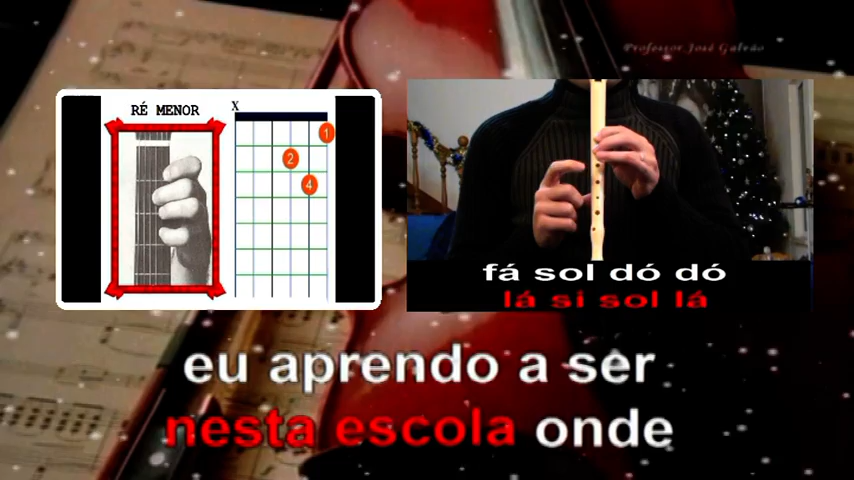 Professor José Galvão
RÉ MENOR
X
1
2
4
fá sol dó dó
lá si sol lá
eu aprendo a ser
nesta escola onde